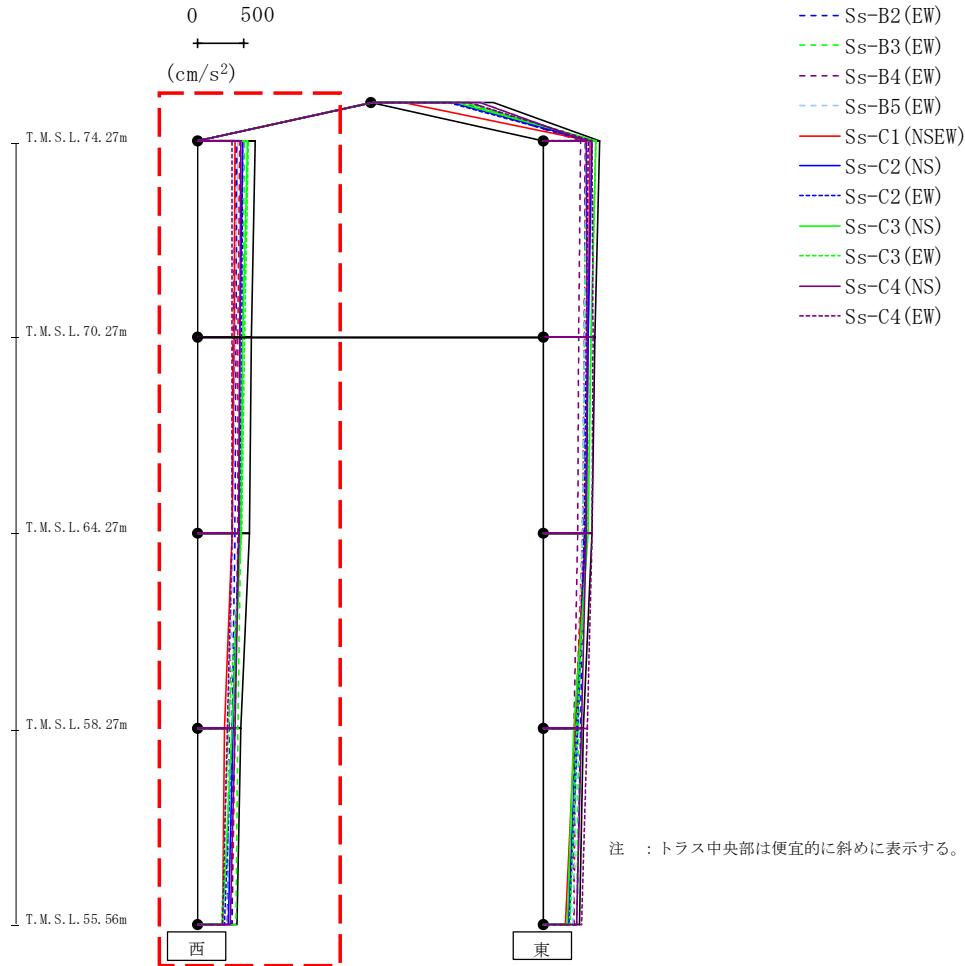 0 500
(cm/s²)
Ss-B2(EW)
Ss-B3(EW)
Ss-B4(EW)
Ss-B5(EW)
Ss-C1(NSEW)
Ss-C2(NS)
Ss-C2(EW)
Ss-C3(NS)
Ss-C3(EW)
Ss-C4(NS)
Ss-C4(EW)
T.M.S.L.74.27m
T.M.S.L.70.27m
T.M.S.L.64.27m
T.M.S.L.58.27m
T.M.S.L.55.56m
注 :トラス中央部は便宜的に斜めに表示する。
西
東